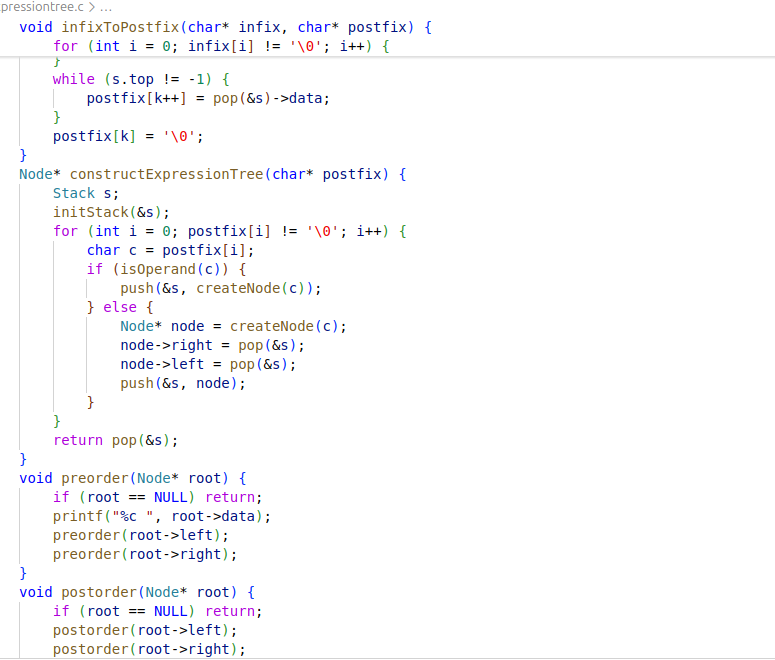 pressiontree.c > ...
void infixToPostfix(char* infix, char* postfix) {
    for (int i = 0; infix[i] != '\0'; i++) {
    }
    while (s.top != -1) {
        postfix[k++] = pop(&s)->data;
    }
    postfix[k] = '\0';
}
Node* constructExpressionTree(char* postfix) {
    Stack s;
    initStack(&s);
    for (int i = 0; postfix[i] != '\0'; i++) {
        char c = postfix[i];
        if (isOperand(c)) {
            push(&s, createNode(c));
        } else {
            Node* node = createNode(c);
            node->right = pop(&s);
            node->left = pop(&s);
            push(&s, node);
        }
    }
    return pop(&s);
}
void preorder(Node* root) {
    if (root == NULL) return;
    printf("%c ", root->data);
    preorder(root->left);
    preorder(root->right);
}
void postorder(Node* root) {
    if (root == NULL) return;
    postorder(root->left);
    postorder(root->right);